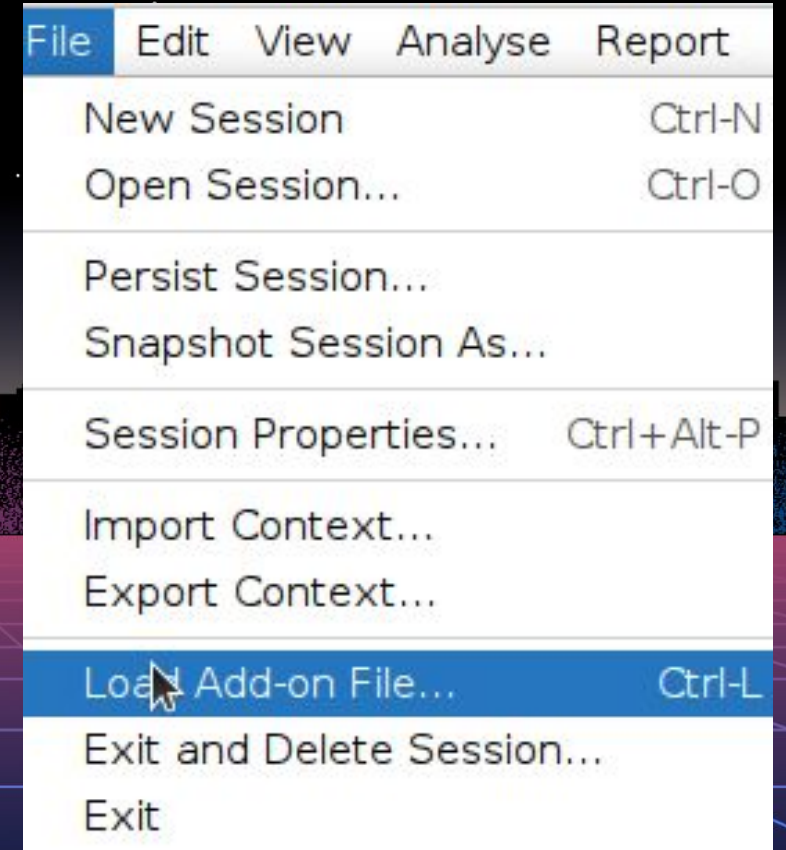 File Edit View Analyse Report
New Session Ctrl-N
Open Session... Ctrl-O
Persist Session...
Snapshot Session As...
Session Properties... Ctrl+Alt-P
Import Context...
Export Context...
Load Add-on File... Ctrl-L
Exit and Delete Session...
Exit